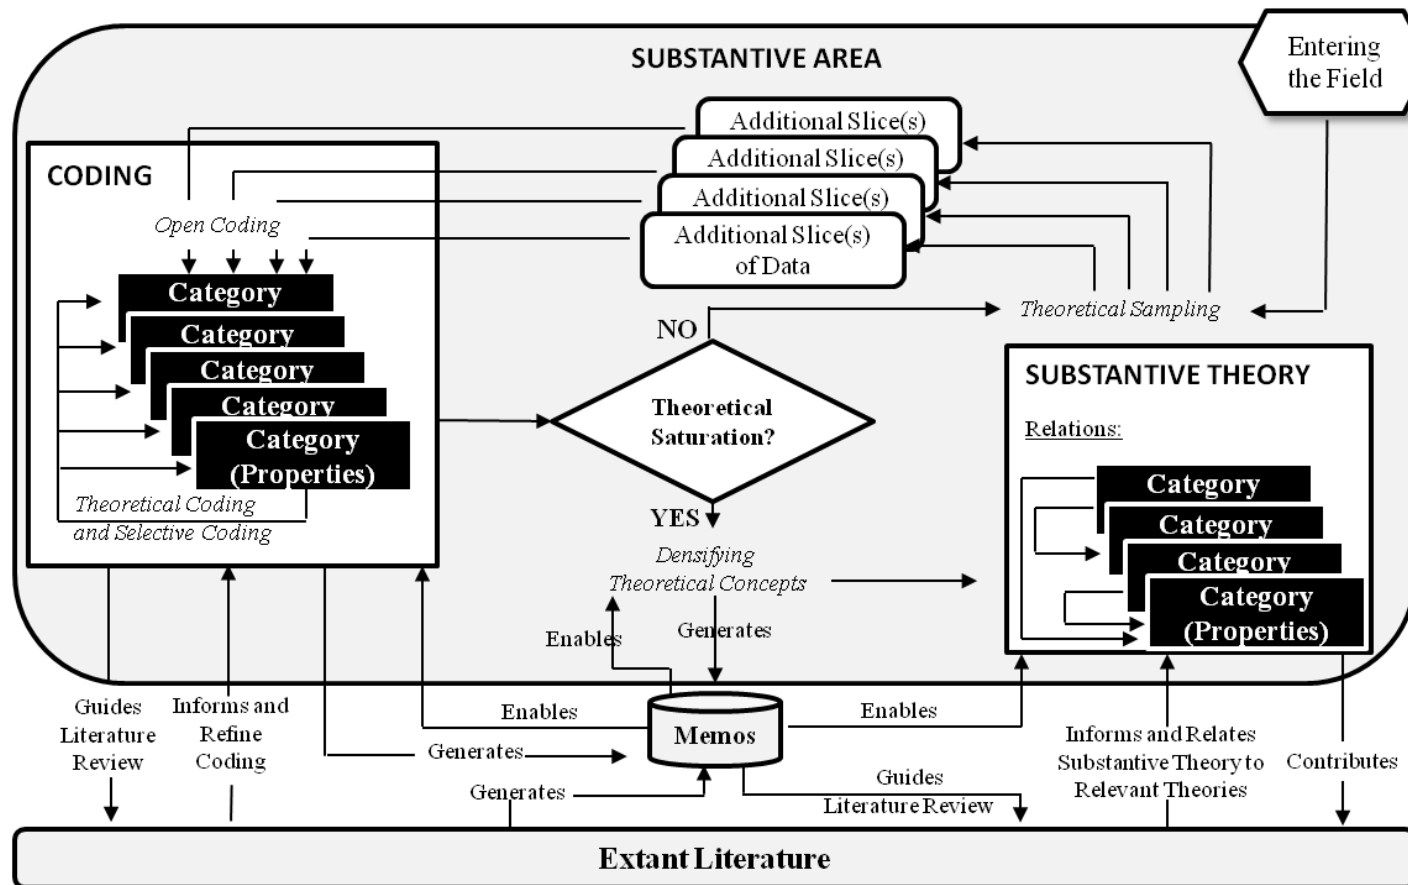 Entering
the Field
SUBSTANTIVE AREA
Additional Slice(s)
Additional Slice(s)
Additional Slice(s)
Additional Slice(s)
of Data
CODING
Open Coding
Category
Category
Category
Category
Category
(Properties)
Theoretical Coding
and Selective Coding
NO
Theoretical Sampling
Theoretical
Saturation?
YES
Densifying
Theoretical Concepts
SUBSTANTIVE THEORY
Relations:
Category
Category
Category
Category
(Properties)
Enables
Generates
Guides
Literature
Review
Informs and
Refine
Coding
Enables
Generates
Generates
Memos
Enables
Guides
Literature Review
Informs and Relates
Substantive Theory to
Relevant Theories
Contributes
Extant Literature